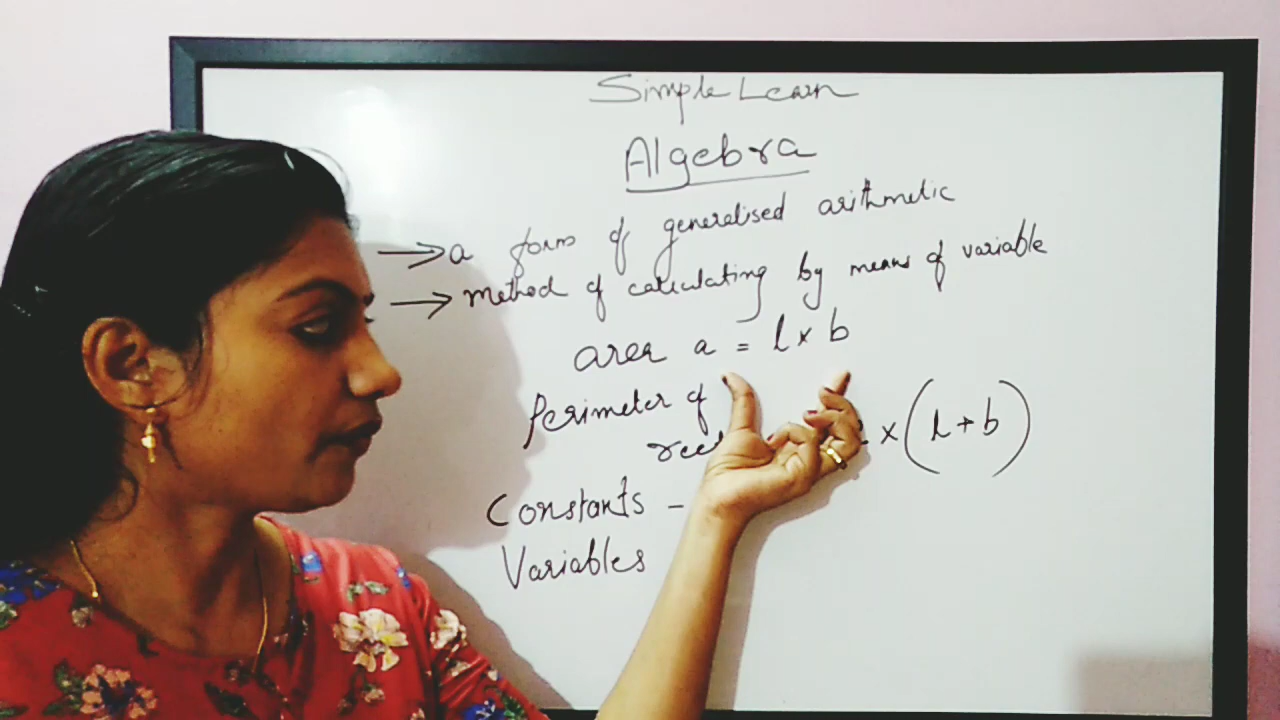 Simple Learn
Algebra
→ a form of generalised arithmetic
→ method of calculating by means of variable
area a = l × b
Perimeter of
× (l + b)
Constants -
Variables